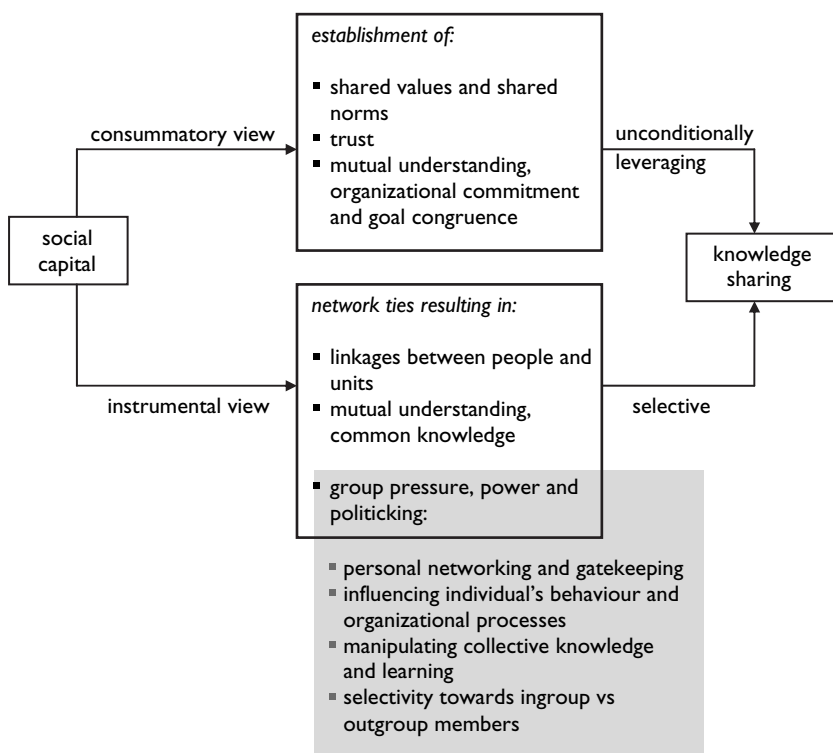 establishment of:
▪ shared values and shared
norms
▪ trust
▪ mutual understanding,
organizational commitment
and goal congruence
consummatory view
unconditionally
leveraging
social
capital
knowledge
sharing
network ties resulting in:
▪ linkages between people and
units
▪ mutual understanding,
common knowledge
▪ group pressure, power and
politicking:
instrumental view
selective
▪ personal networking and gatekeeping
▪ influencing individual’s behaviour and
organizational processes
▪ manipulating collective knowledge
and learning
▪ selectivity towards ingroup vs
outgroup members